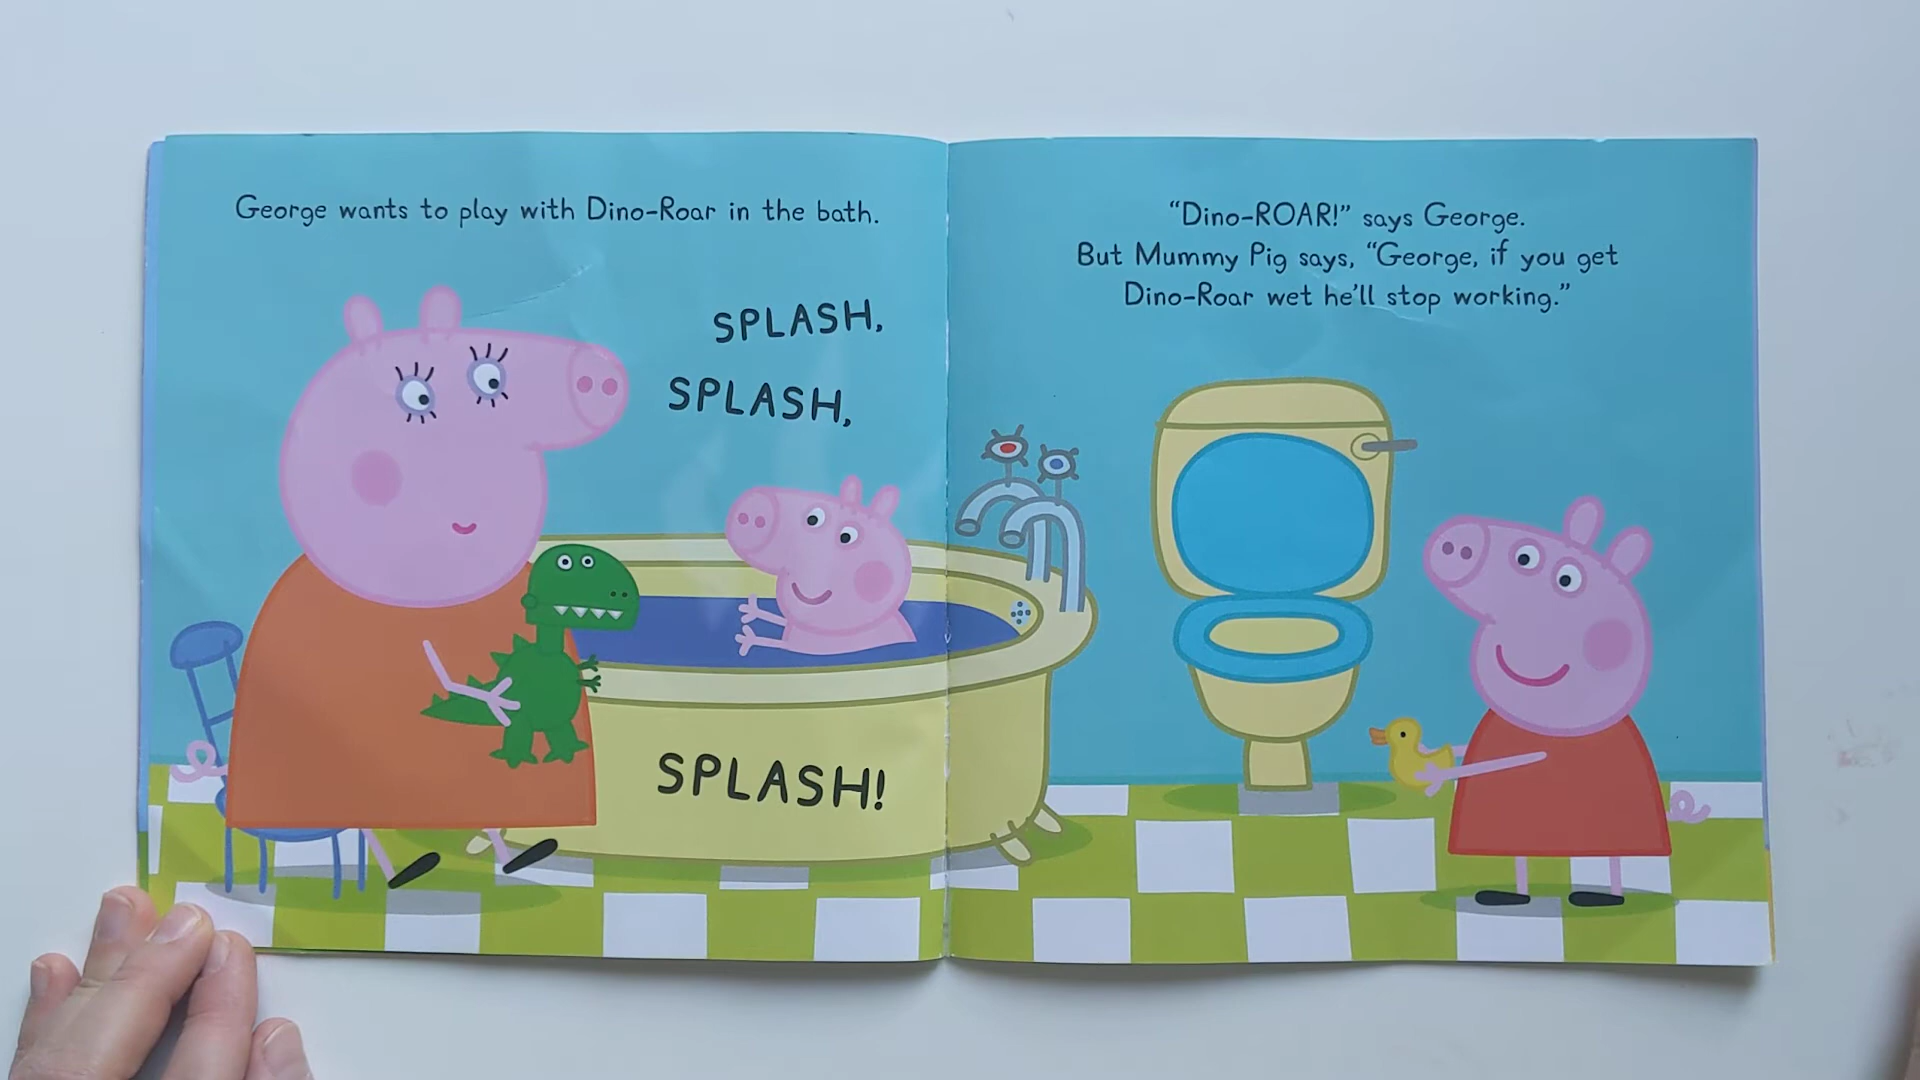 George wants to play with Dino-Roar in the bath.
SPLASH,
SPLASH,
SPLASH!
“Dino-ROAR!” says George.
But Mummy Pig says, “George, if you get
Dino-Roar wet he’ll stop working.”